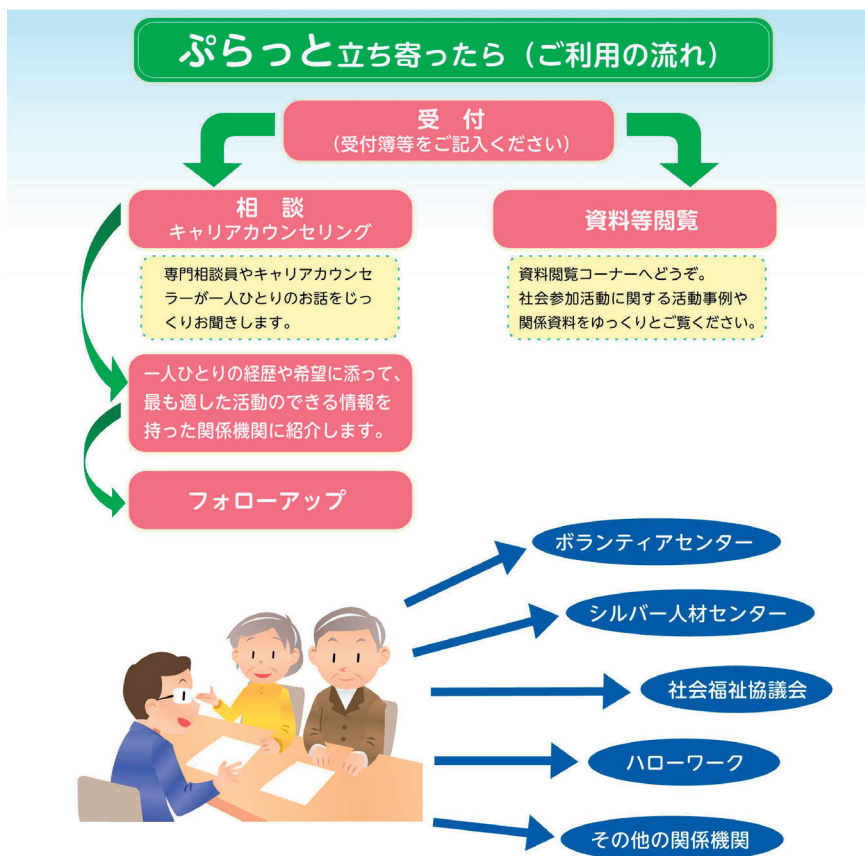 ぷらっと立ち寄ったら（ご利用の流れ）
受　付
（受付簿等をご記入ください）
相　談
キャリアカウンセリング
専門相談員やキャリアカウンセ
ラーが一人ひとりのお話をじっ
くりお聞きします。
一人ひとりの経歴や希望に添って、
最も適した活動のできる情報を
持った関係機関に紹介します。
フォローアップ
資料等閲覧
資料閲覧コーナーへどうぞ。
社会参加活動に関する活動事例や
関係資料をゆっくりとご覧ください。
ボランティアセンター
シルバー人材センター
社会福祉協議会
ハローワーク
その他の関係機関